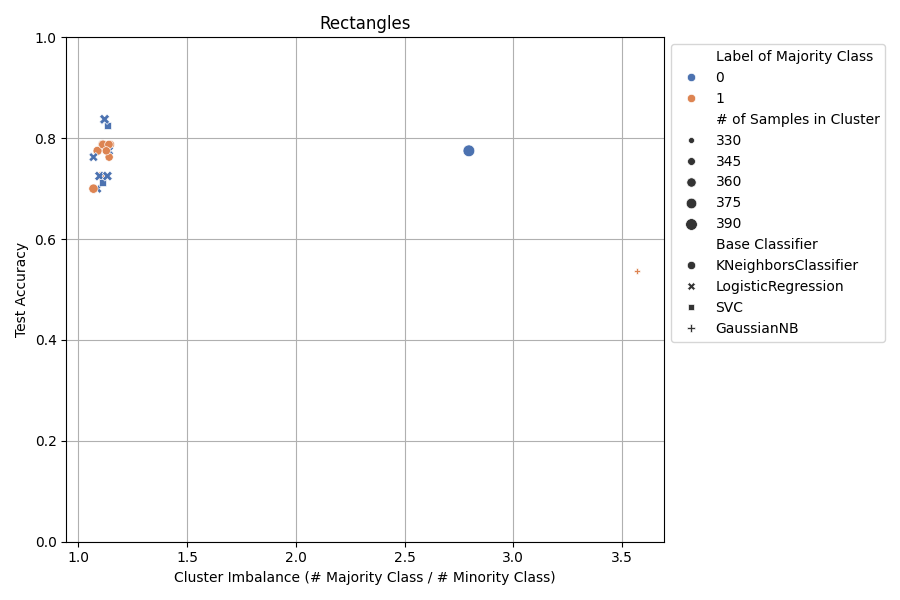 Rectangles
1.0
0.8
0.6
0.4
0.2
0.0
Test Accuracy
1.0 1.5 2.0 2.5 3.0 3.5
Cluster Imbalance (# Majority Class / # Minority Class)
Label of Majority Class
0
1
# of Samples in Cluster
330
345
360
375
390
Base Classifier
KNeighborsClassifier
LogisticRegression
SVC
GaussianNB